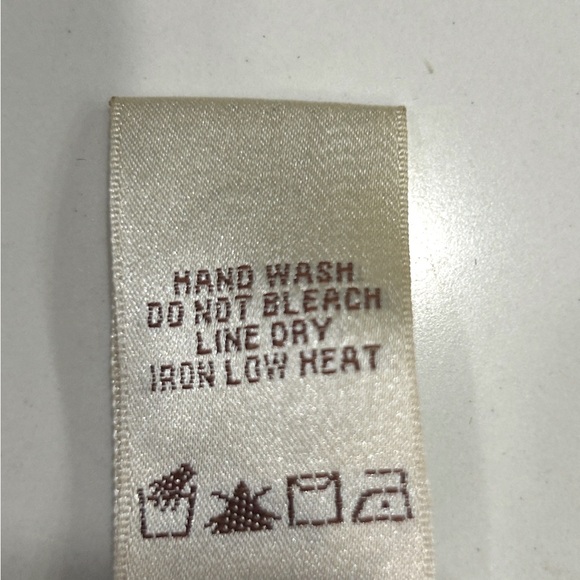 HAND WASH
DO NOT BLEACH
LINE DRY
IRON LOW HEAT